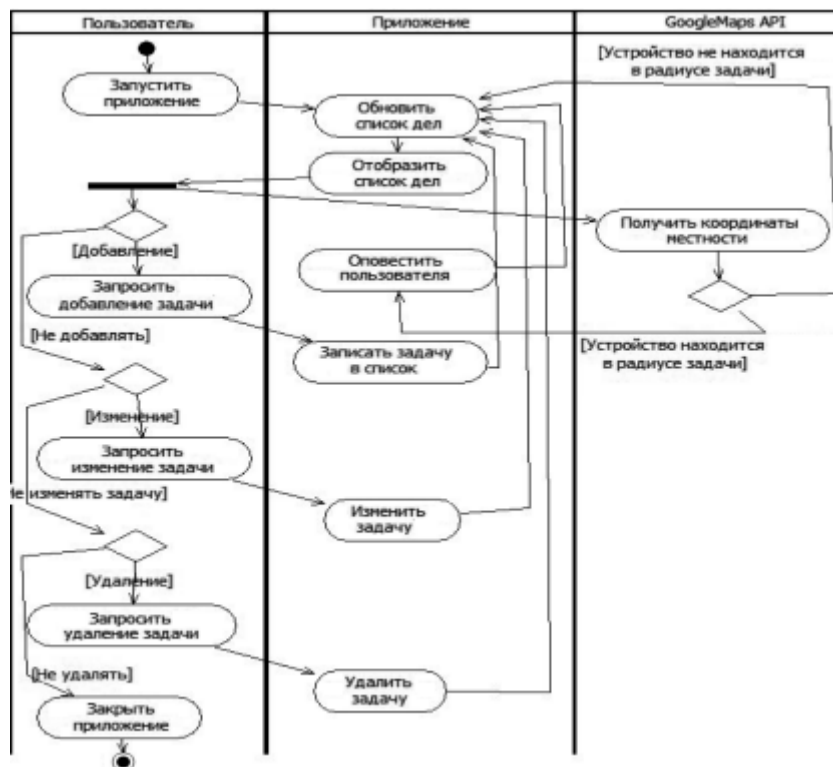 Пользователь
Приложение
GoogleMaps API
[Устройство не находится
в радиусе задачи]
Запустить
приложение
Обновить
список дел
Отобразить
список дел
Получить координаты
местности
[Добавление]
Оповестить
пользователя
Запросить
добавление задачи
[Не добавлять]
Записать задачу
в список
[Устройство находится
в радиусе задачи]
[Изменение]
Запросить
изменение задачи
Не изменять задачу]
Изменить
задачу
[Удаление]
Запросить
удаление задачи
[Не удалять]
Удалить
задачу
Закрыть
приложение